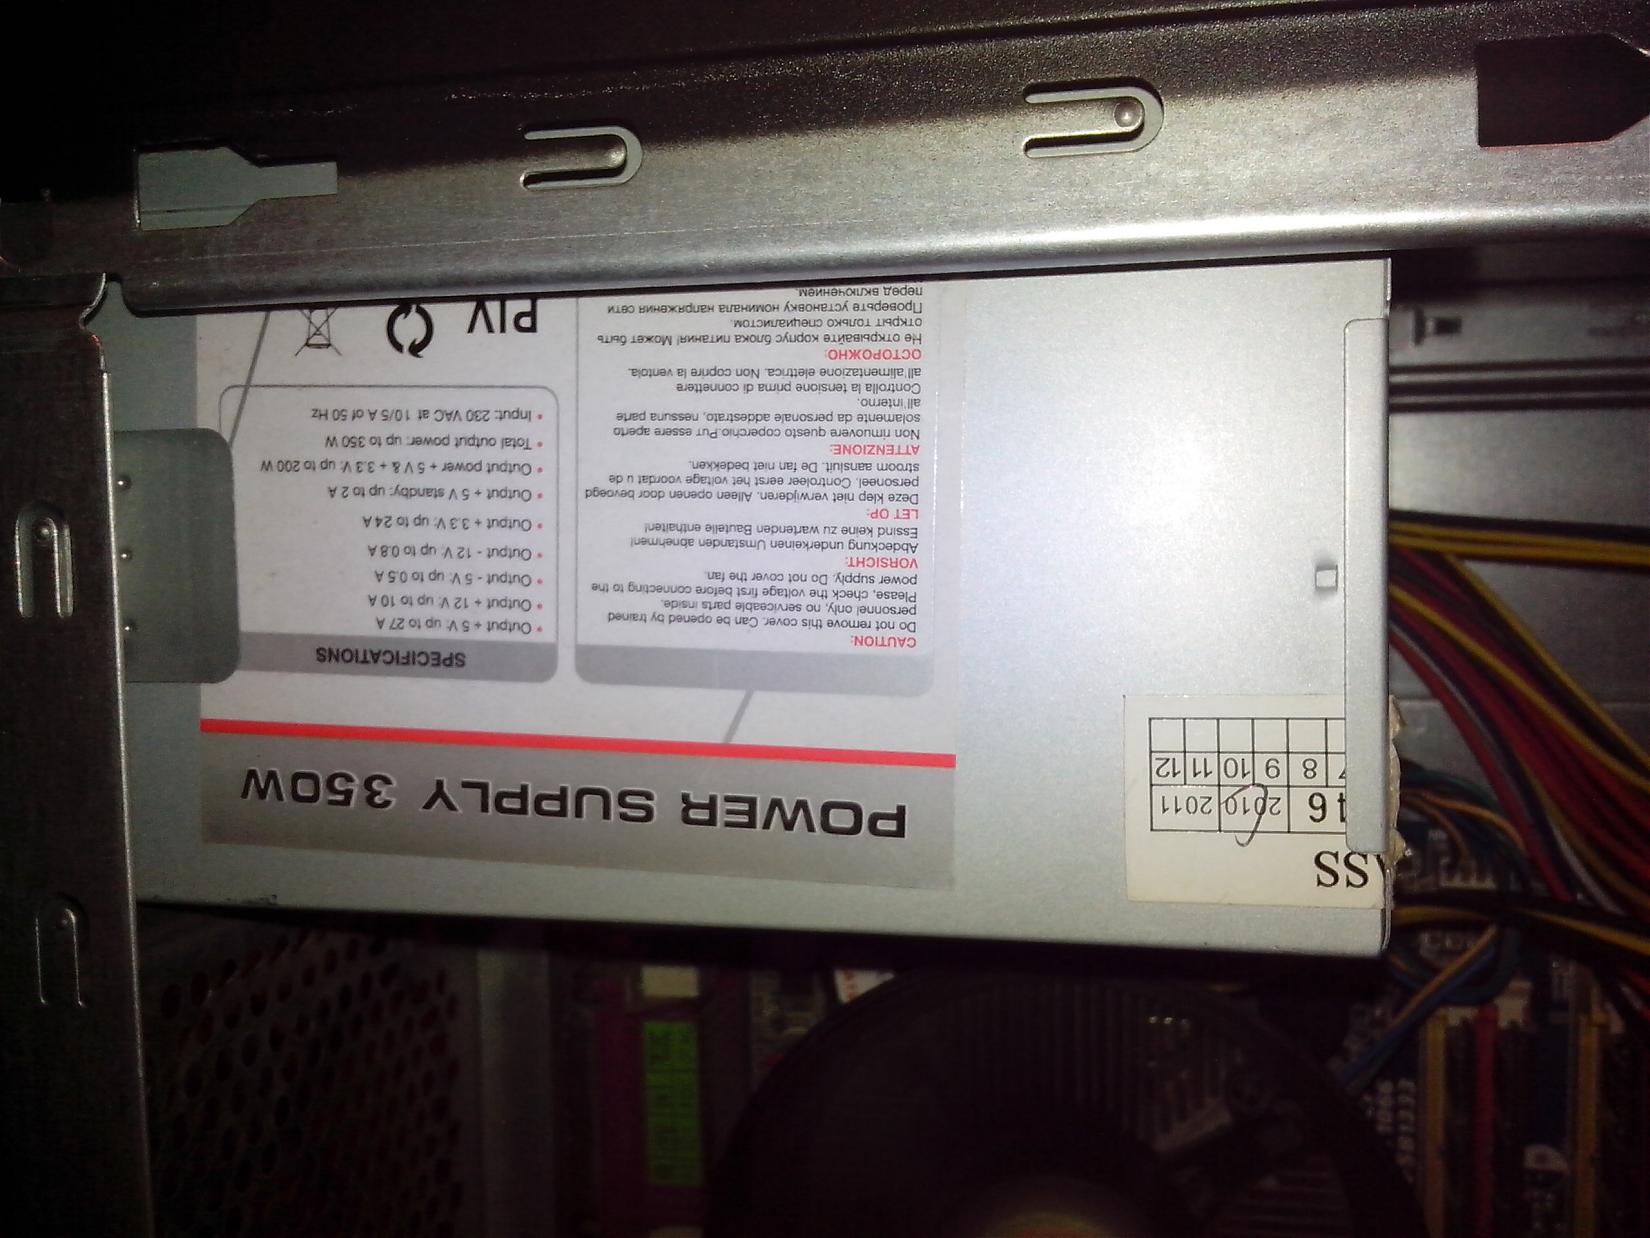 POWER SUPPLY 350W
SPECIFICATIONS
• Output + 5 V: up to 27 A
• Output + 12 V: up to 10 A
• Output - 5 V: up to 0.5 A
• Output - 12 V: up to 0.8 A
• Output + 3.3 V: up to 24 A
• Output + 5 V standby: up to 2 A
• Output power + 5 V & + 3.3 V: up to 200 W
• Total output power: up to 350 W
• Input: 230 VAC at 10/5 A of 50 Hz
PIV
CAUTION:
Do not remove this cover. Can be opened by trained
personnel only, no serviceable parts inside.
Please, check the voltage first before connecting to the
power supply. Do not cover the fan.
VORSICHT:
Abdeckung underkeinen Umstanden abnehmen!
Essind keine zu wartenden Bauteile enthalten!
LET OP:
Deze klep niet verwijderen. Alleen openen door bevoegd
personeel. Controleer eerst het voltage voordat u de
stroom aansluit. De fan niet bedekken.
ATTENZIONE:
Non rimuovere questo coperchio.Pur essere aperto
solamente da personale addestrato, nessuna parte
all'interno.
Controlla la tensione prima di connettere
all'alimentazione elettrica. Non coprire la ventola.
ОСТОРОЖНО:
Не открывайте корпус блока питания! Может быть
открыт только специалистом.
Проверьте установку номинала напряжения сети
перед включением.
ASS
16 2010 2011
7 8 9 10 11 12
1066
1333